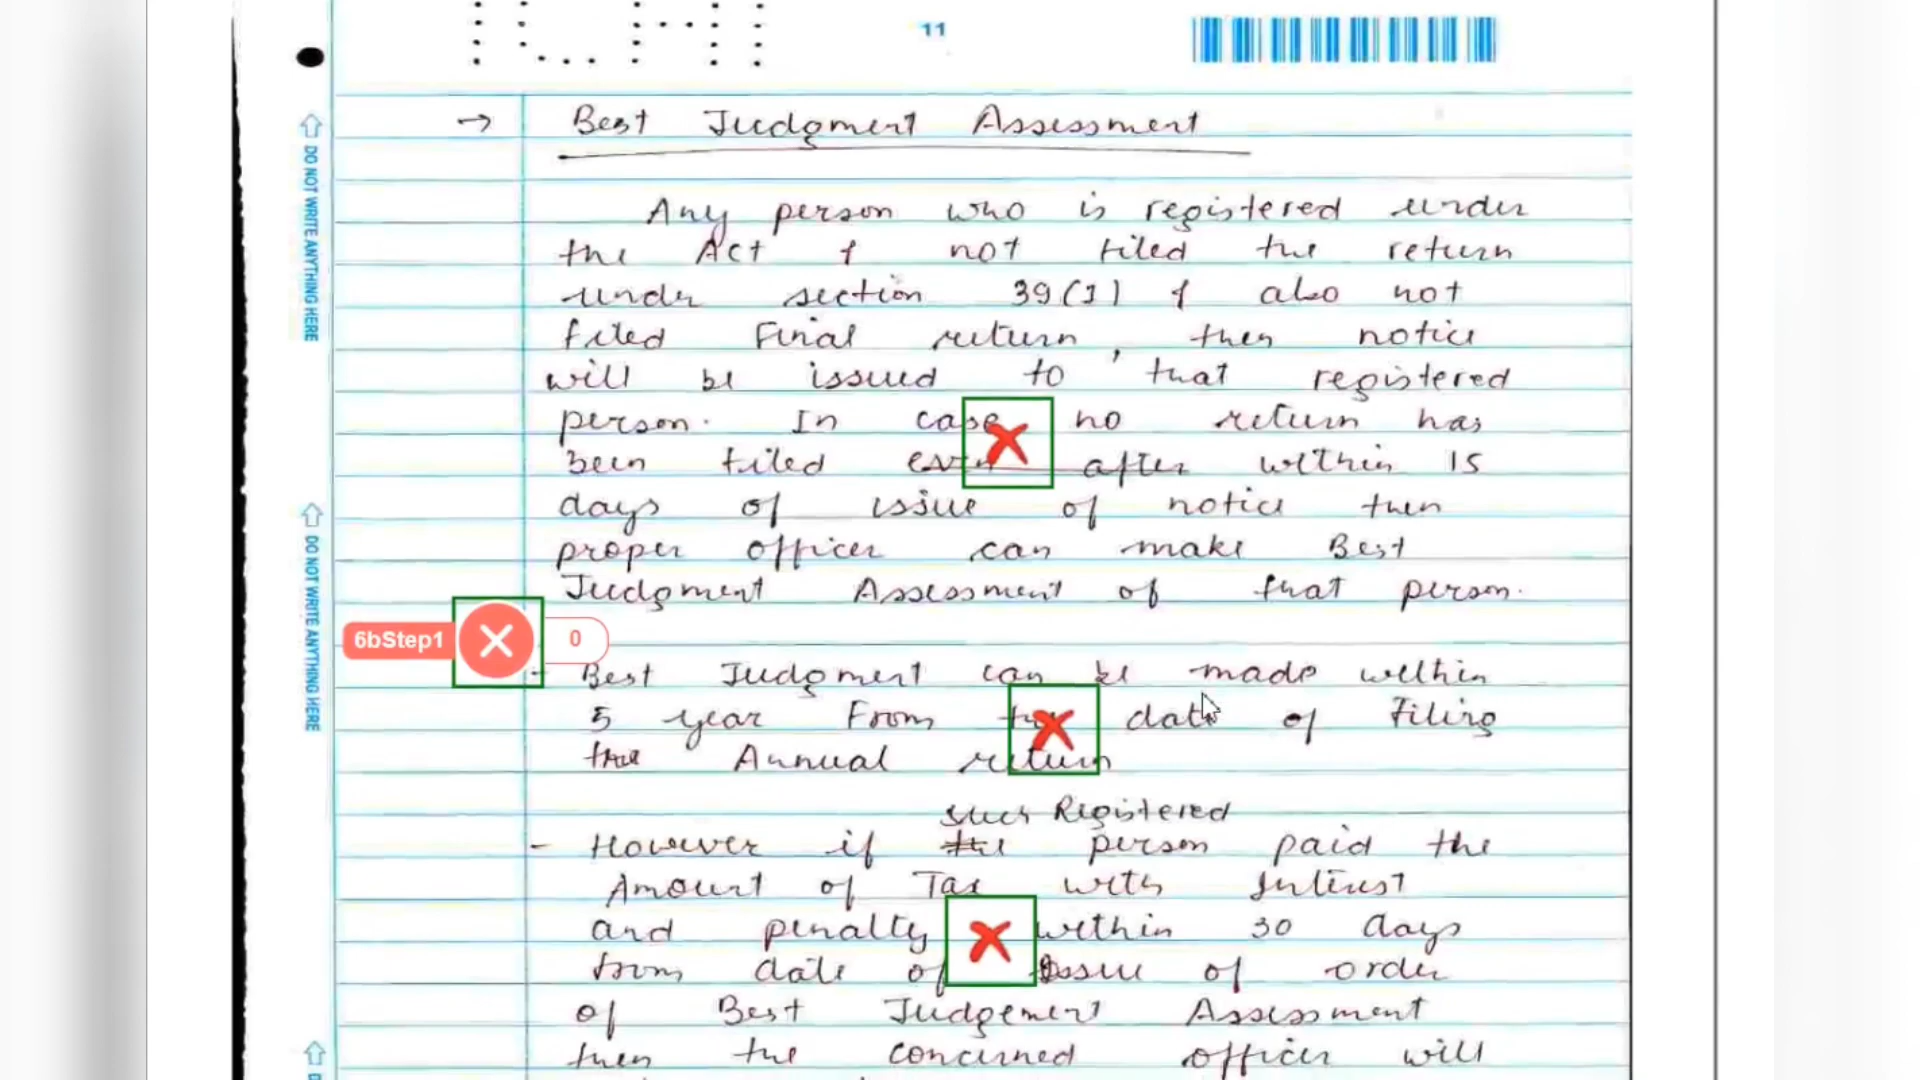 11
→ Best Judgment Assessment
Any person who is registered under
the Act & not filed the return
under section 39(1) & also not
filed Final return, then notice
will be issued to that registered
person. In case no return has
been filed even after within 15
days of issue of notice then
proper officer can make Best
Judgment Assessment of that person.
6bStep1 0
- Best Judgment can be made within
5 year From the date of Filing
the Annual return
such Registered
- However if the person paid the
Amount of Tax with Interest
and penalty within 30 days
from date of Issue of order
of Best Judgement Assessment
then the concerned officer will
DO NOT WRITE ANYTHING HERE
DO NOT WRITE ANYTHING HERE